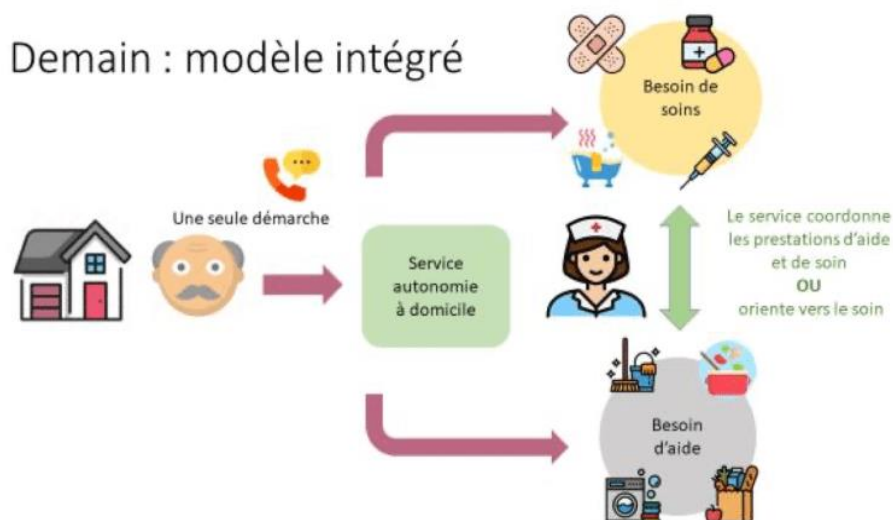 Demain : modèle intégré
Besoin de
soins
Une seule démarche
Service
autonomie
à domicile
Le service coordonne
les prestations d'aide
et de soin
OU
oriente vers le soin
Besoin
d'aide